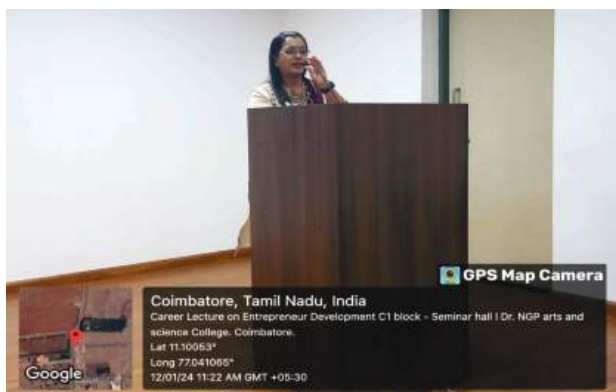 GPS Map Camera
Coimbatore, Tamil Nadu, India
Career Lecture on Entrepreneur Development C1 block - Seminar hall I Dr. NGP arts and
science College. Coimbatore.
Lat 11.10053°
Long 77.041065°
12/01/24 11:22 AM GMT +05:30
Google